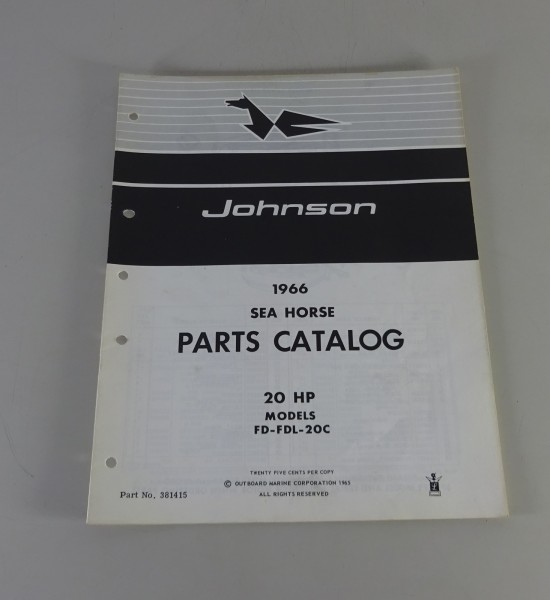 Johnson
1966
SEA HORSE
PARTS CATALOG
20 HP
MODELS
FD-FDL-20C
TWENTY FIVE CENTS PER COPY
© OUTBOARD MARINE CORPORATION 1965
ALL RIGHTS RESERVED
Part No. 381415